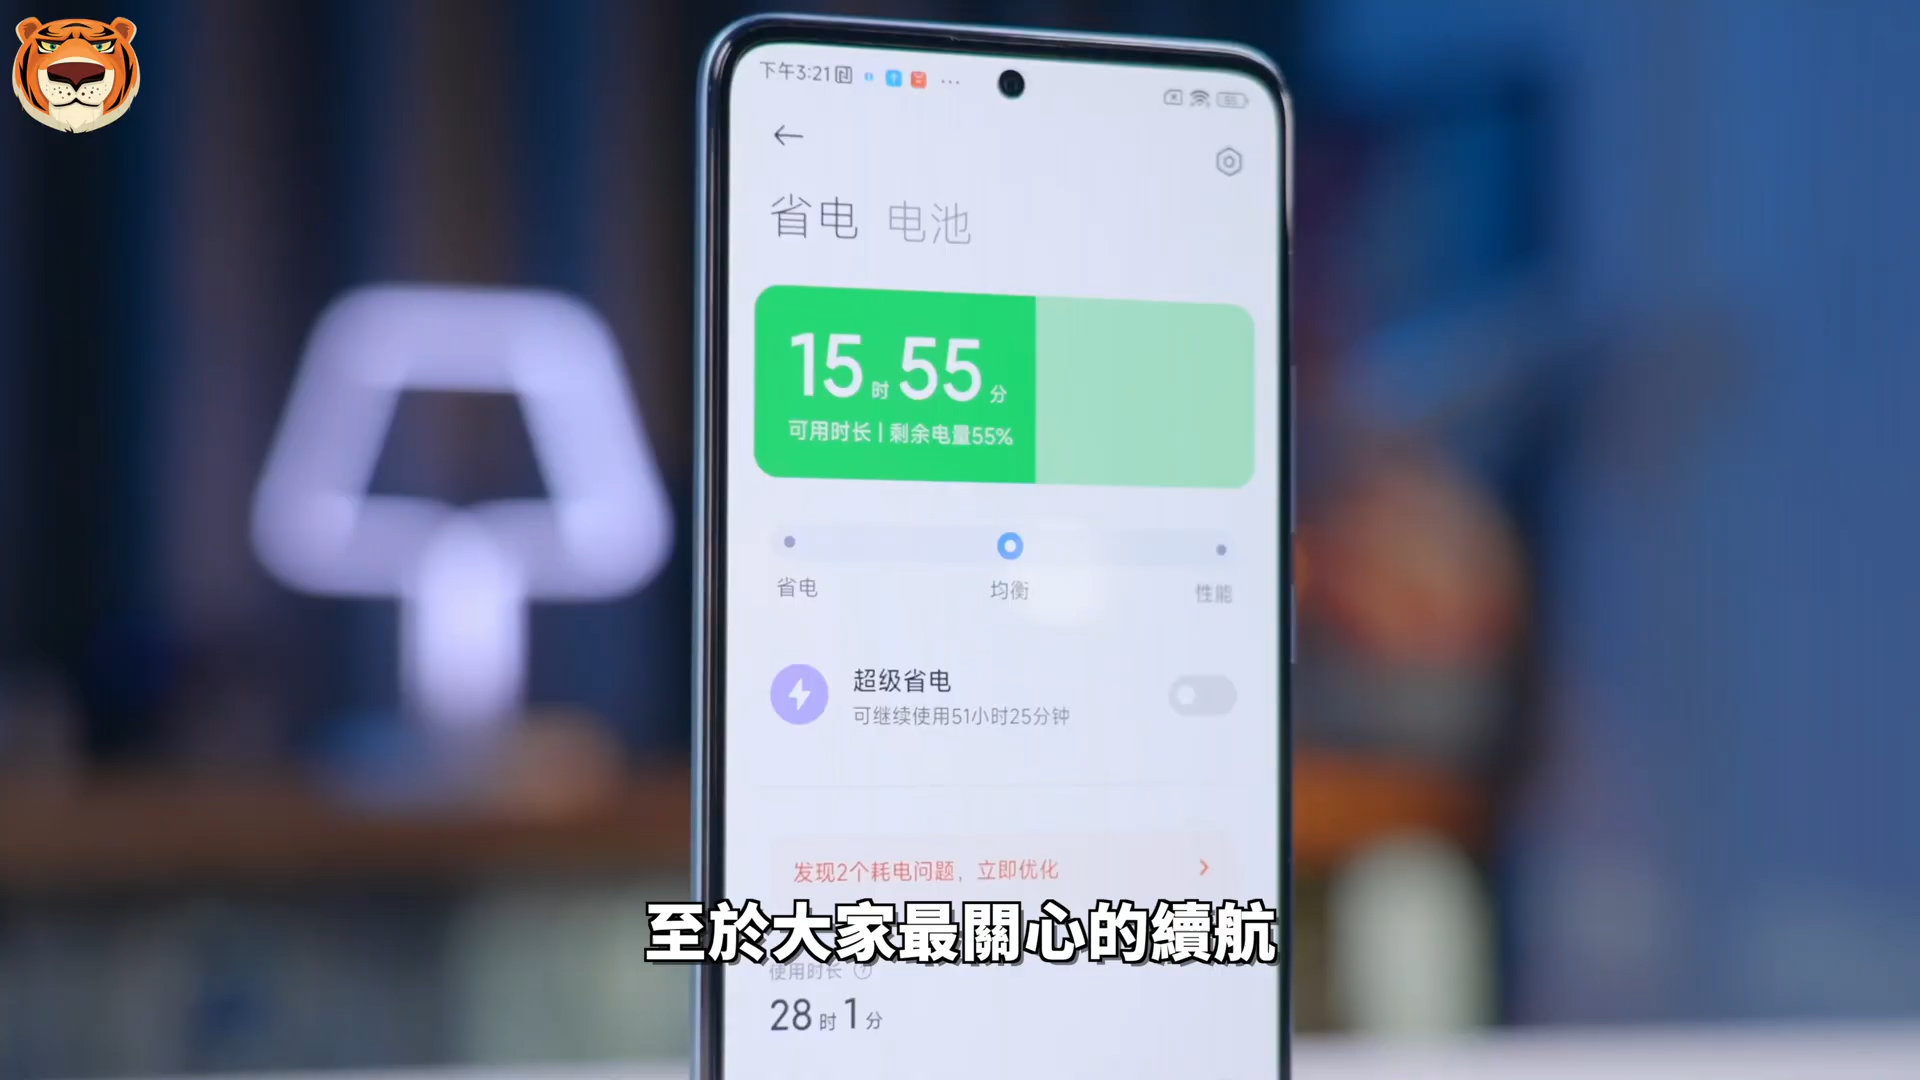 下午3:21
55
省电 电池
15时55分
可用时长 | 剩余电量55%
省电 均衡 性能
超级省电
可继续使用51小时25分钟
发现2个耗电问题，立即优化
至於大家最關心的續航
使用时长
28时1分